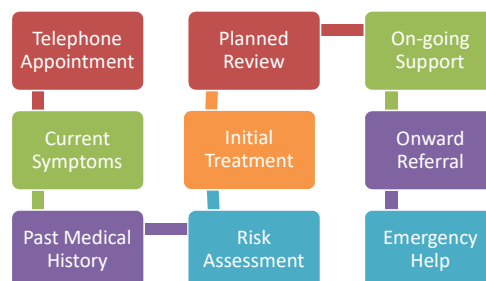 Telephone
Appointment
Current
Symptoms
Past Medical
History
Risk
Assessment
Initial
Treatment
Planned
Review
On-going
Support
Onward
Referral
Emergency
Help